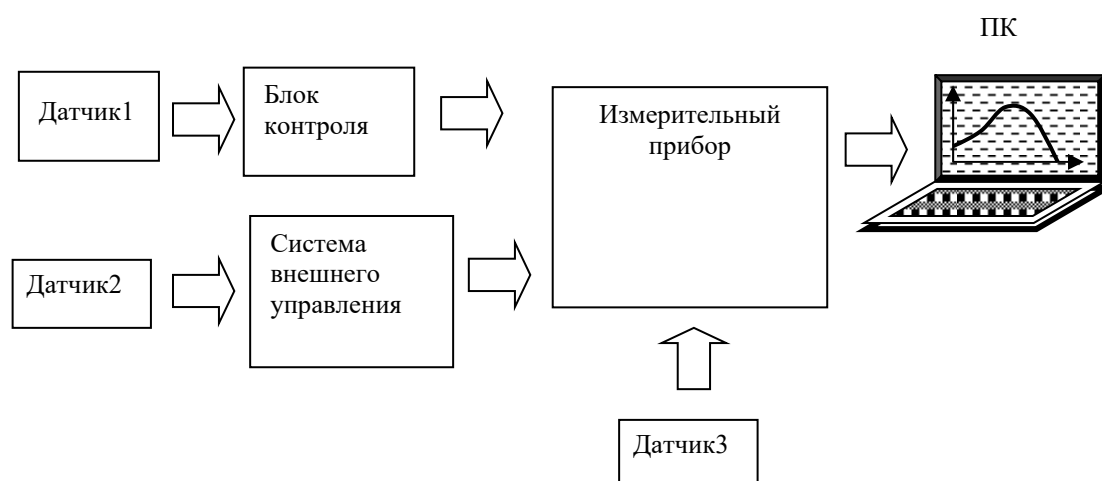 ПК
Датчик1
Блок
контроля
Измерительный
прибор
Датчик2
Система
внешнего
управления
Датчик3